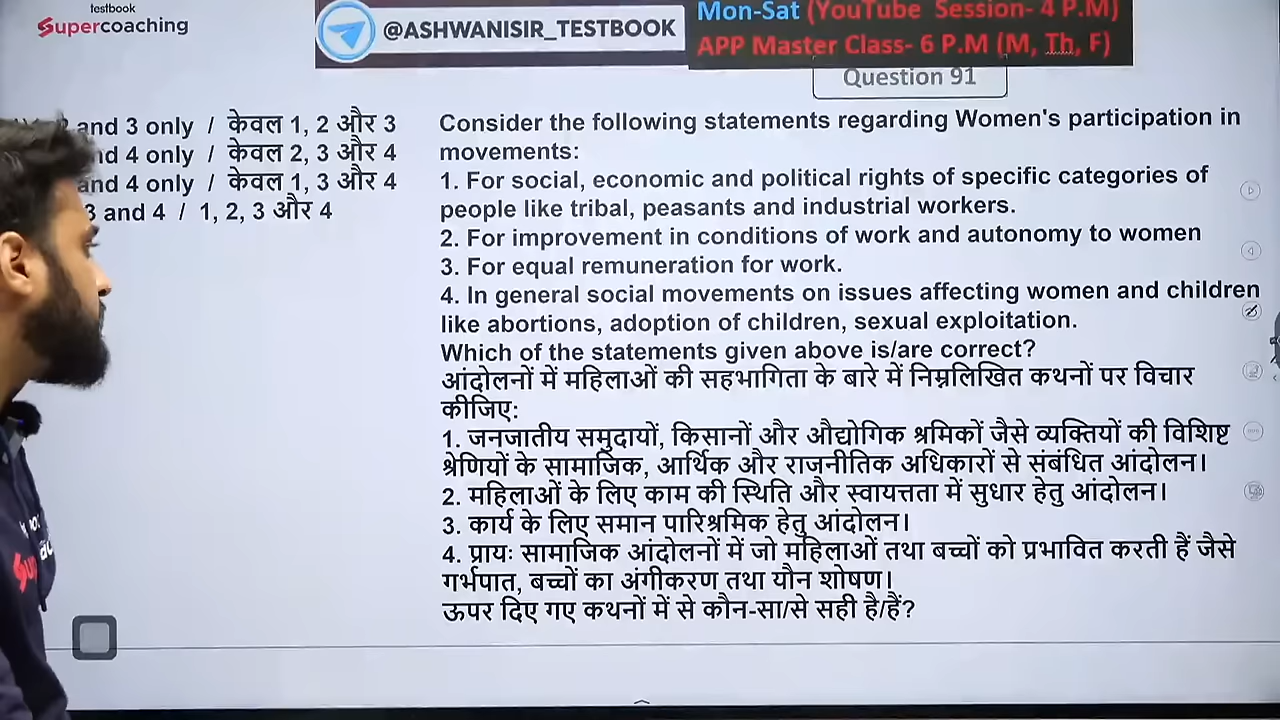 testbook
Supercoaching
@ASHWANISIR_TESTBOOK
Mon-Sat (YouTube Session- 4 P.M)
APP Master Class- 6 P.M (M, Th, F)
Question 91
and 3 only / केवल 1, 2 और 3
and 4 only / केवल 2, 3 और 4
and 4 only / केवल 1, 3 और 4
3 and 4 / 1, 2, 3 और 4
Consider the following statements regarding Women's participation in
movements:
1. For social, economic and political rights of specific categories of
people like tribal, peasants and industrial workers.
2. For improvement in conditions of work and autonomy to women
3. For equal remuneration for work.
4. In general social movements on issues affecting women and children
like abortions, adoption of children, sexual exploitation.
Which of the statements given above is/are correct?
आंदोलनों में महिलाओं की सहभागिता के बारे में निम्नलिखित कथनों पर विचार
कीजिए:
1. जनजातीय समुदायों, किसानों और औद्योगिक श्रमिकों जैसे व्यक्तियों की विशिष्ट
श्रेणियों के सामाजिक, आर्थिक और राजनीतिक अधिकारों से संबंधित आंदोलन।
2. महिलाओं के लिए काम की स्थिति और स्वायत्तता में सुधार हेतु आंदोलन।
3. कार्य के लिए समान पारिश्रमिक हेतु आंदोलन।
4. प्रायः सामाजिक आंदोलनों में जो महिलाओं तथा बच्चों को प्रभावित करती हैं जैसे
गर्भपात, बच्चों का अंगीकरण तथा यौन शोषण।
ऊपर दिए गए कथनों में से कौन-सा/से सही है/हैं?